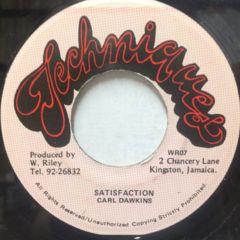 Techniques
Produced by
W. Riley
Tel. 92-26832
WR07
2 Chancery Lane
Kingston, Jamaica.
SATISFACTION
CARL DAWKINS
All Rights Reserved/Unauthorized Copying Strictly Prohibited.